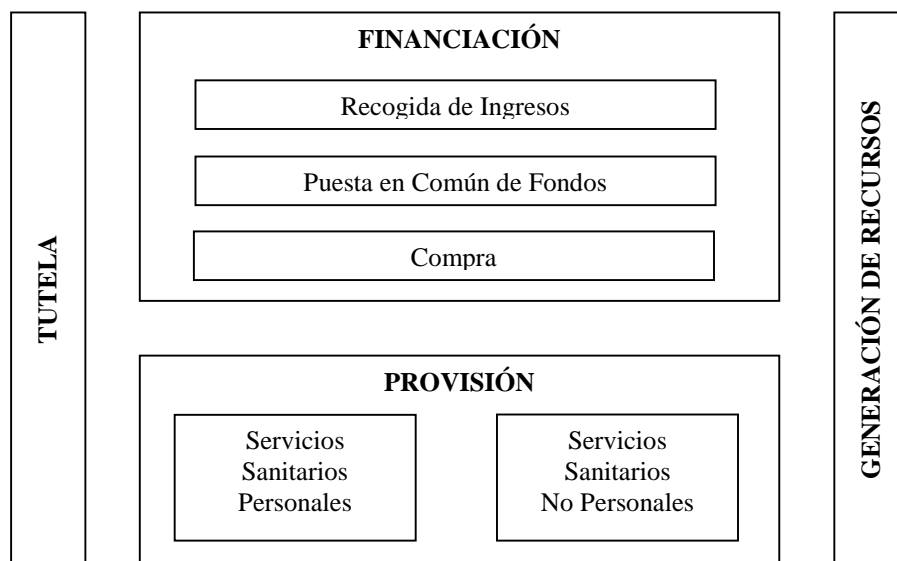 TUTELA
FINANCIACIÓN
Recogida de Ingresos
Puesta en Común de Fondos
Compra
PROVISIÓN
Servicios
Sanitarios
Personales
Servicios
Sanitarios
No Personales
GENERACIÓN DE RECURSOS